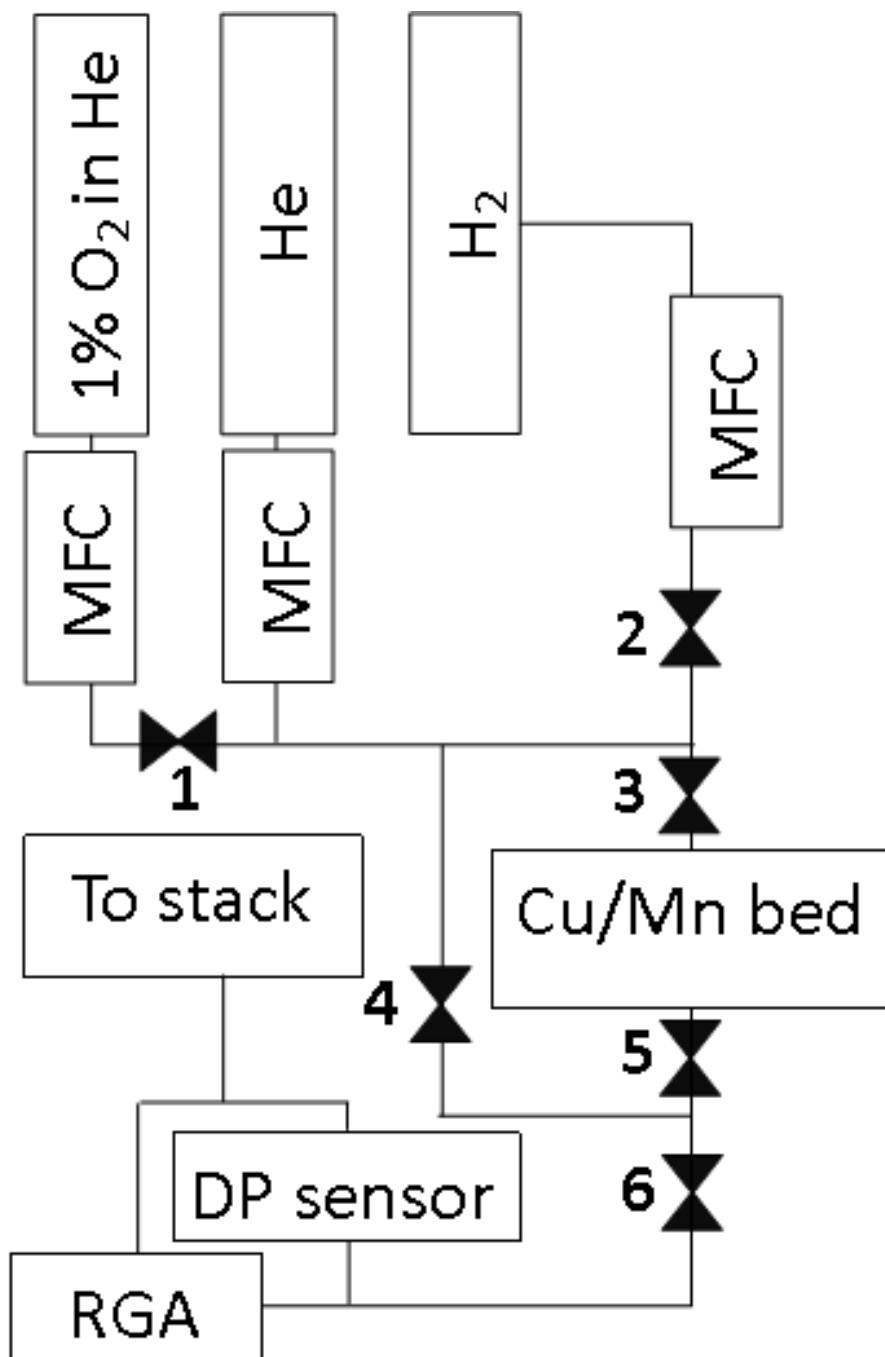 1% O₂ in He
He
H₂
MFC
MFC
MFC
2
1
3
To stack
Cu/Mn bed
4
5
DP sensor
6
RGA